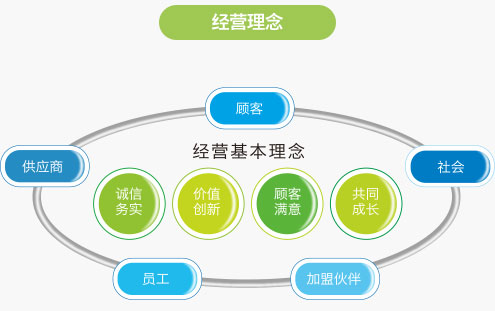 经营理念
顾客
供应商
经营基本理念
社会
诚信
务实
价值
创新
顾客
满意
共同
成长
员工
加盟伙伴